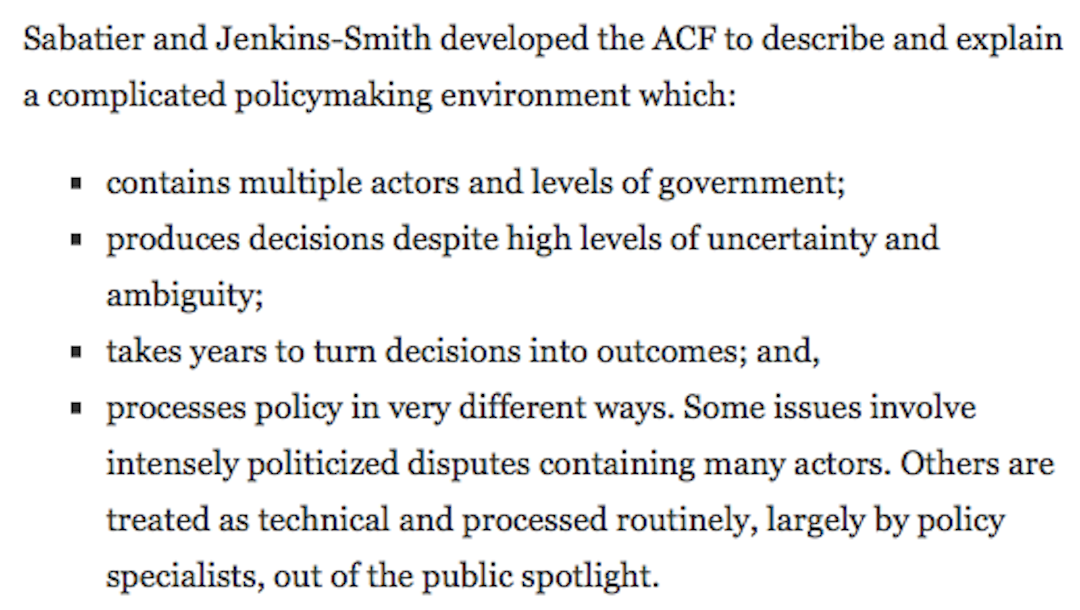 Sabatier and Jenkins-Smith developed the ACF to describe and explain
a complicated policymaking environment which:
▪ contains multiple actors and levels of government;
▪ produces decisions despite high levels of uncertainty and
ambiguity;
▪ takes years to turn decisions into outcomes; and,
▪ processes policy in very different ways. Some issues involve
intensely politicized disputes containing many actors. Others are
treated as technical and processed routinely, largely by policy
specialists, out of the public spotlight.